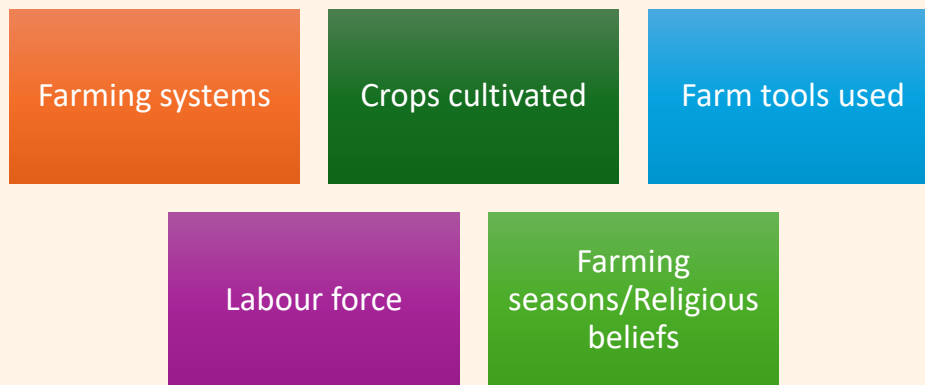 Farming systems
Crops cultivated
Farm tools used
Labour force
Farming
seasons/Religious
beliefs